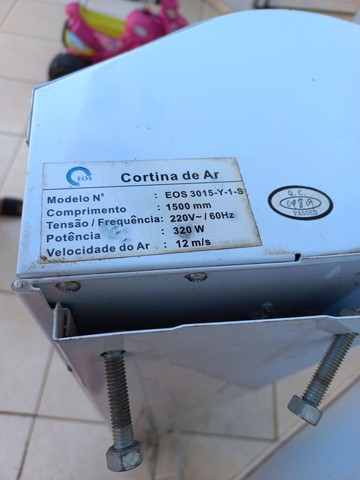 EOS
Cortina de Ar
Modelo Nº : EOS 3015-Y-1-S
Comprimento : 1500 mm
Tensão / Frequência: 220V~ / 60Hz
Potência : 320 W
Velocidade do Ar : 12 m/s
Q.C.
PASSED